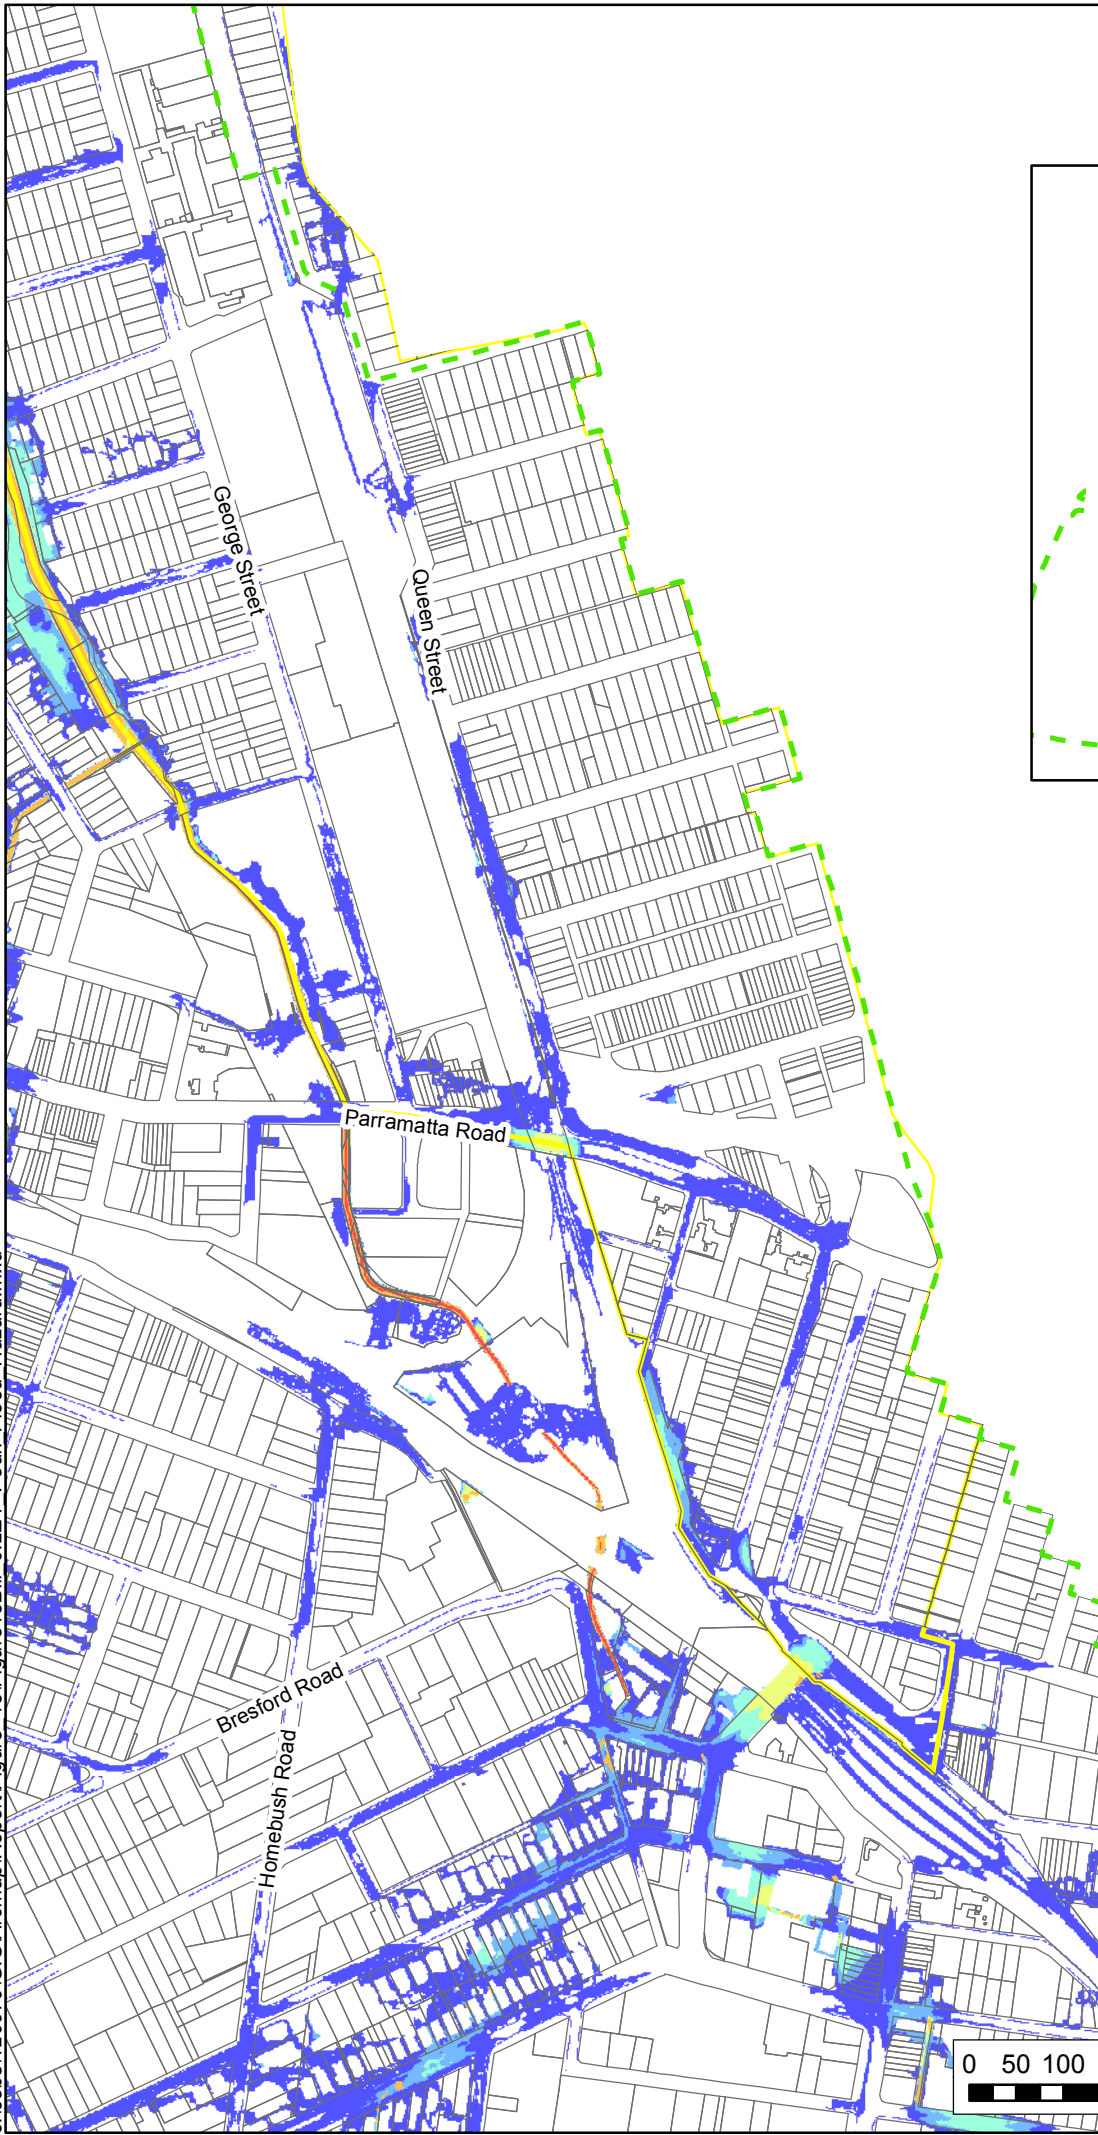 George Street
Queen Street
Parramatta Road
Bresford Road
Homebush Road
0 50 100